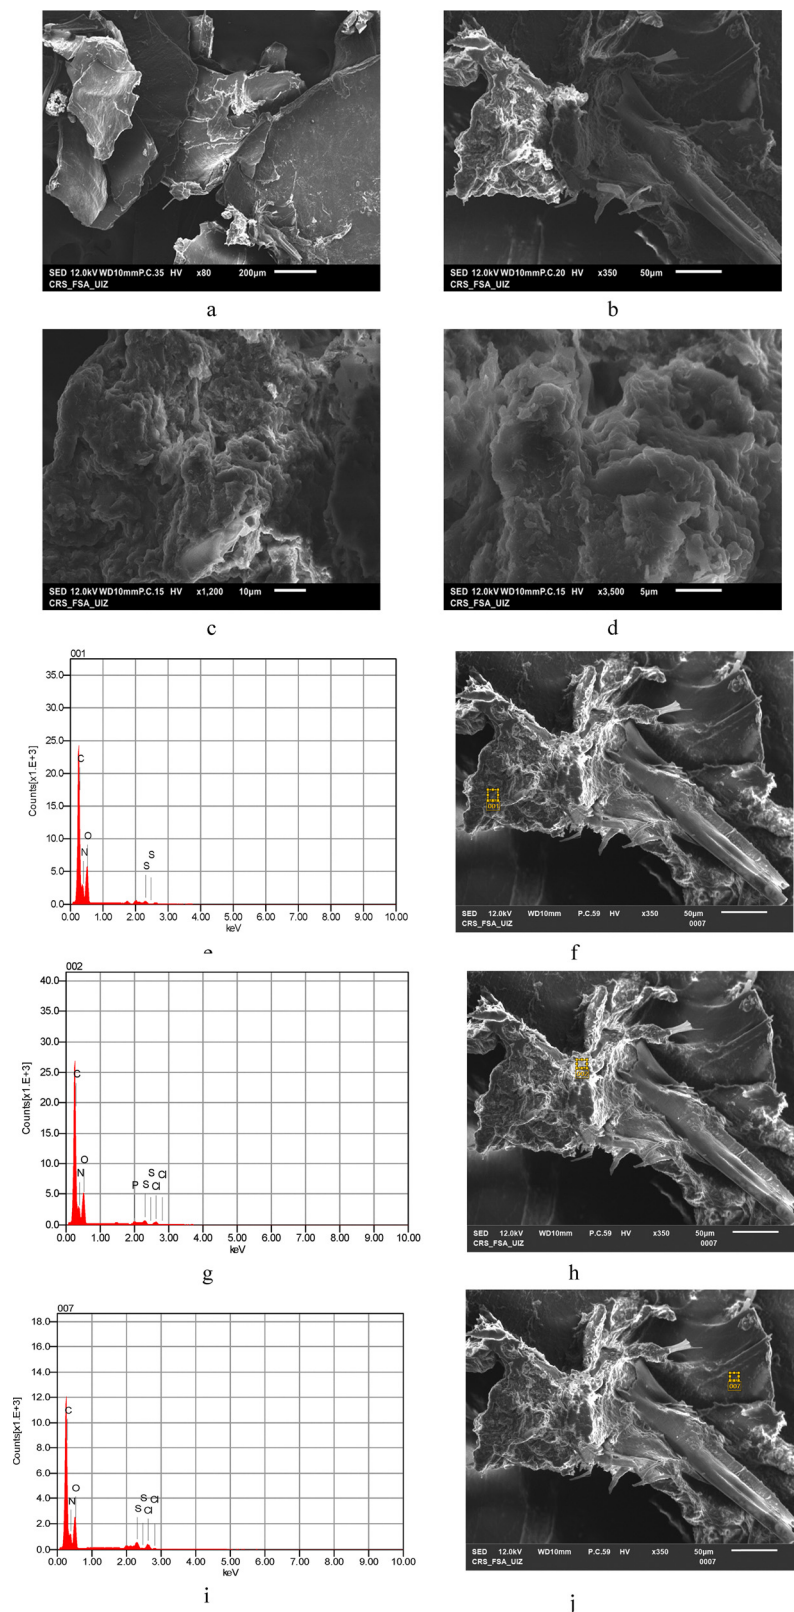 SED 12.0kV WD10mmP.C.35 HV x80 200µm
CRS_FSA_UIZ
a
SED 12.0kV WD10mmP.C.20 HV x350 50µm
CRS_FSA_UIZ
b
SED 12.0kV WD10mmP.C.15 HV x1,200 10µm
CRS_FSA_UIZ
c
SED 12.0kV WD10mmP.C.15 HV x3,500 5µm
CRS_FSA_UIZ
d
001
Counts[x1.E+3]
35.0
30.0
25.0
20.0
15.0
10.0
5.0
0.0
C
N
O
S
S
0.00 1.00 2.00 3.00 4.00 5.00 6.00 7.00 8.00 9.00 10.00
keV
001
SED 12.0kV WD10mm P.C.59 HV x350 50µm
CRS_FSA_UIZ 0007
f
002
Counts[x1.E+3]
40.0
35.0
30.0
25.0
20.0
15.0
10.0
5.0
0.0
C
N
O
P
S
S
Cl
Cl
0.00 1.00 2.00 3.00 4.00 5.00 6.00 7.00 8.00 9.00 10.00
keV
g
SED 12.0kV WD10mm P.C.59 HV x350 50µm
CRS_FSA_UIZ 0007
h
007
Counts[x1.E+3]
18.0
16.0
14.0
12.0
10.0
8.0
6.0
4.0
2.0
0.0
C
N
O
S
S
Cl
Cl
0.00 1.00 2.00 3.00 4.00 5.00 6.00 7.00 8.00 9.00 10.00
keV
i
007
SED 12.0kV WD10mm P.C.59 HV x350 50µm
CRS_FSA_UIZ 0007
j